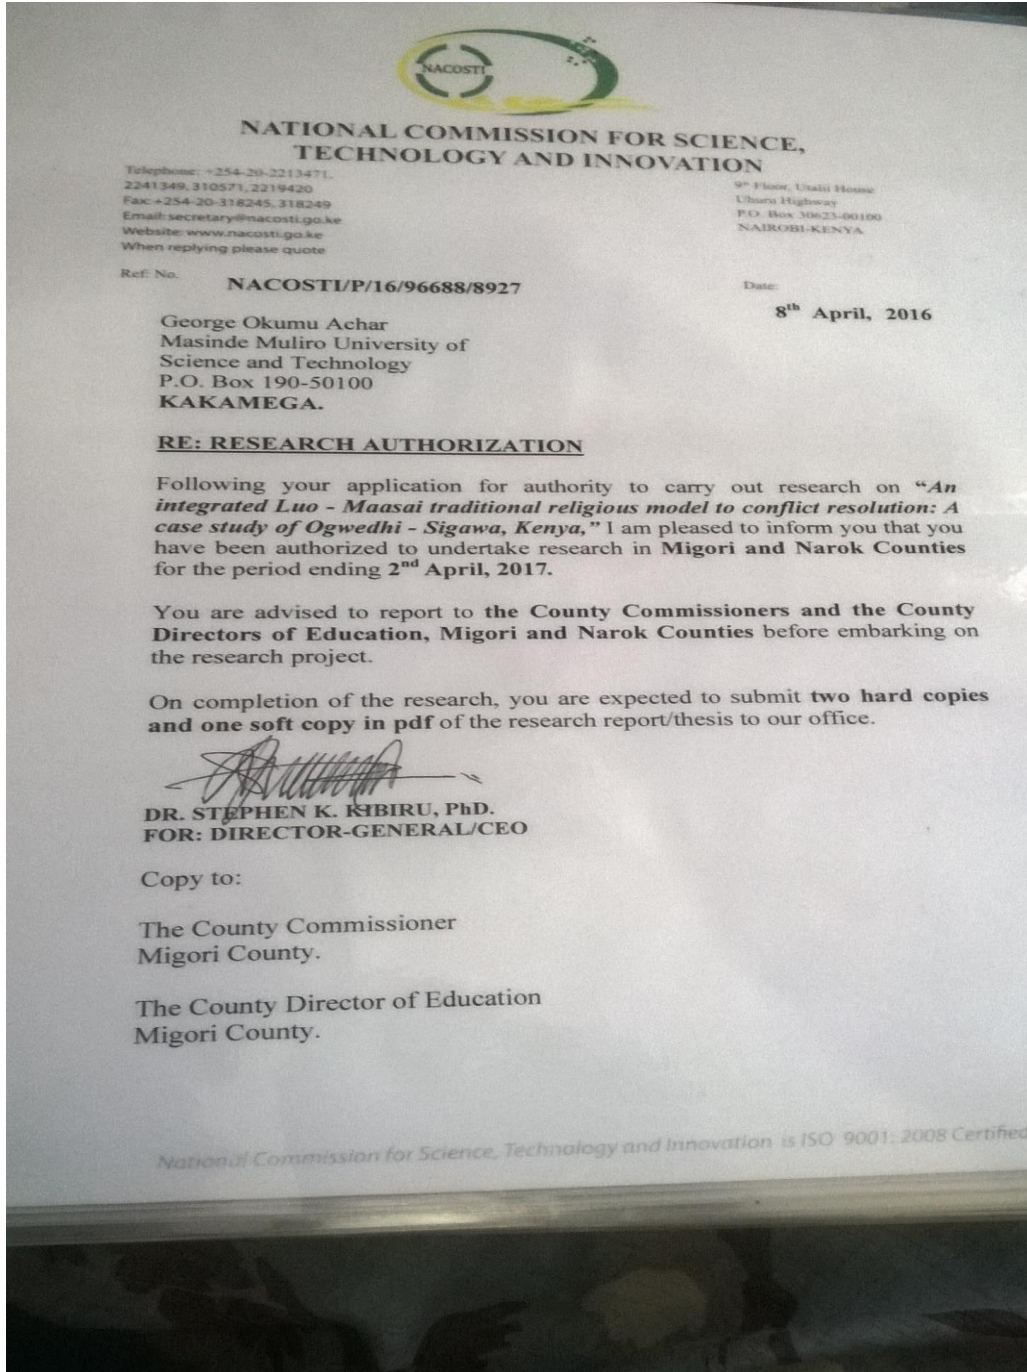 NACOSTI
NATIONAL COMMISSION FOR SCIENCE,
TECHNOLOGY AND INNOVATION
Telephone: +254-20-2213471,
2241349, 310571, 2219420
Fax: +254-20-318245, 318249
Email: secretary@nacosti.go.ke
Website: www.nacosti.go.ke
When replying please quote
9th Floor, Utalii House
Uhuru Highway
P.O. Box 30623-00100
NAIROBI-KENYA
Ref: No. NACOSTI/P/16/96688/8927
Date:
8th April, 2016
George Okumu Achar
Masinde Muliro University of
Science and Technology
P.O. Box 190-50100
KAKAMEGA.
RE: RESEARCH AUTHORIZATION
Following your application for authority to carry out research on “An
integrated Luo - Maasai traditional religious model to conflict resolution: A
case study of Ogwedhi - Sigawa, Kenya,” I am pleased to inform you that you
have been authorized to undertake research in Migori and Narok Counties
for the period ending 2nd April, 2017.
You are advised to report to the County Commissioners and the County
Directors of Education, Migori and Narok Counties before embarking on
the research project.
On completion of the research, you are expected to submit two hard copies
and one soft copy in pdf of the research report/thesis to our office.
DR. STEPHEN K. KIBIRU, PhD.
FOR: DIRECTOR-GENERAL/CEO
Copy to:
The County Commissioner
Migori County.
The County Director of Education
Migori County.
National Commission for Science, Technology and Innovation is ISO 9001: 2008 Certified